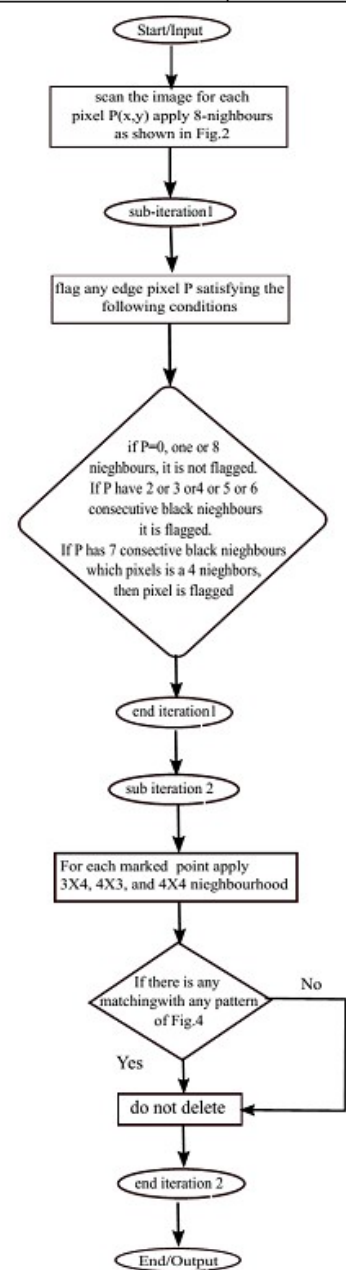 Start/Input
scan the image for each
pixel P(x,y) apply 8-nighbours
as shown in Fig.2
sub-iteration1
flag any edge pixel P satisfying the
following conditions
if P=0, one or 8
nieghbours, it is not flagged.
If P have 2 or 3 or4 or 5 or 6
consecutive black nieghbours
it is flagged.
If P has 7 consective black nieghbours
which pixels is a 4 nieghbors,
then pixel is flagged
end iteration1
sub iteration 2
For each marked point apply
3X4, 4X3, and 4X4 nieghbourhood
If there is any
matchingwith any pattern
of Fig.4
No
Yes
do not delete
end iteration 2
End/Output